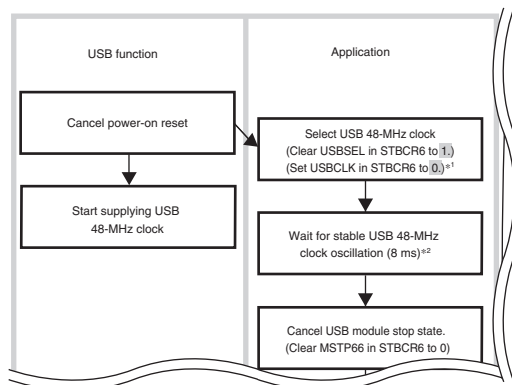 USB function
Application
Cancel power-on reset
Select USB 48-MHz clock
(Clear USBSEL in STBCR6 to 1.)
(Set USBCLK in STBCR6 to 0.)*1
Start supplying USB
48-MHz clock
Wait for stable USB 48-MHz
clock oscillation (8 ms)*2
Cancel USB module stop state.
(Clear MSTP66 in STBCR6 to 0)